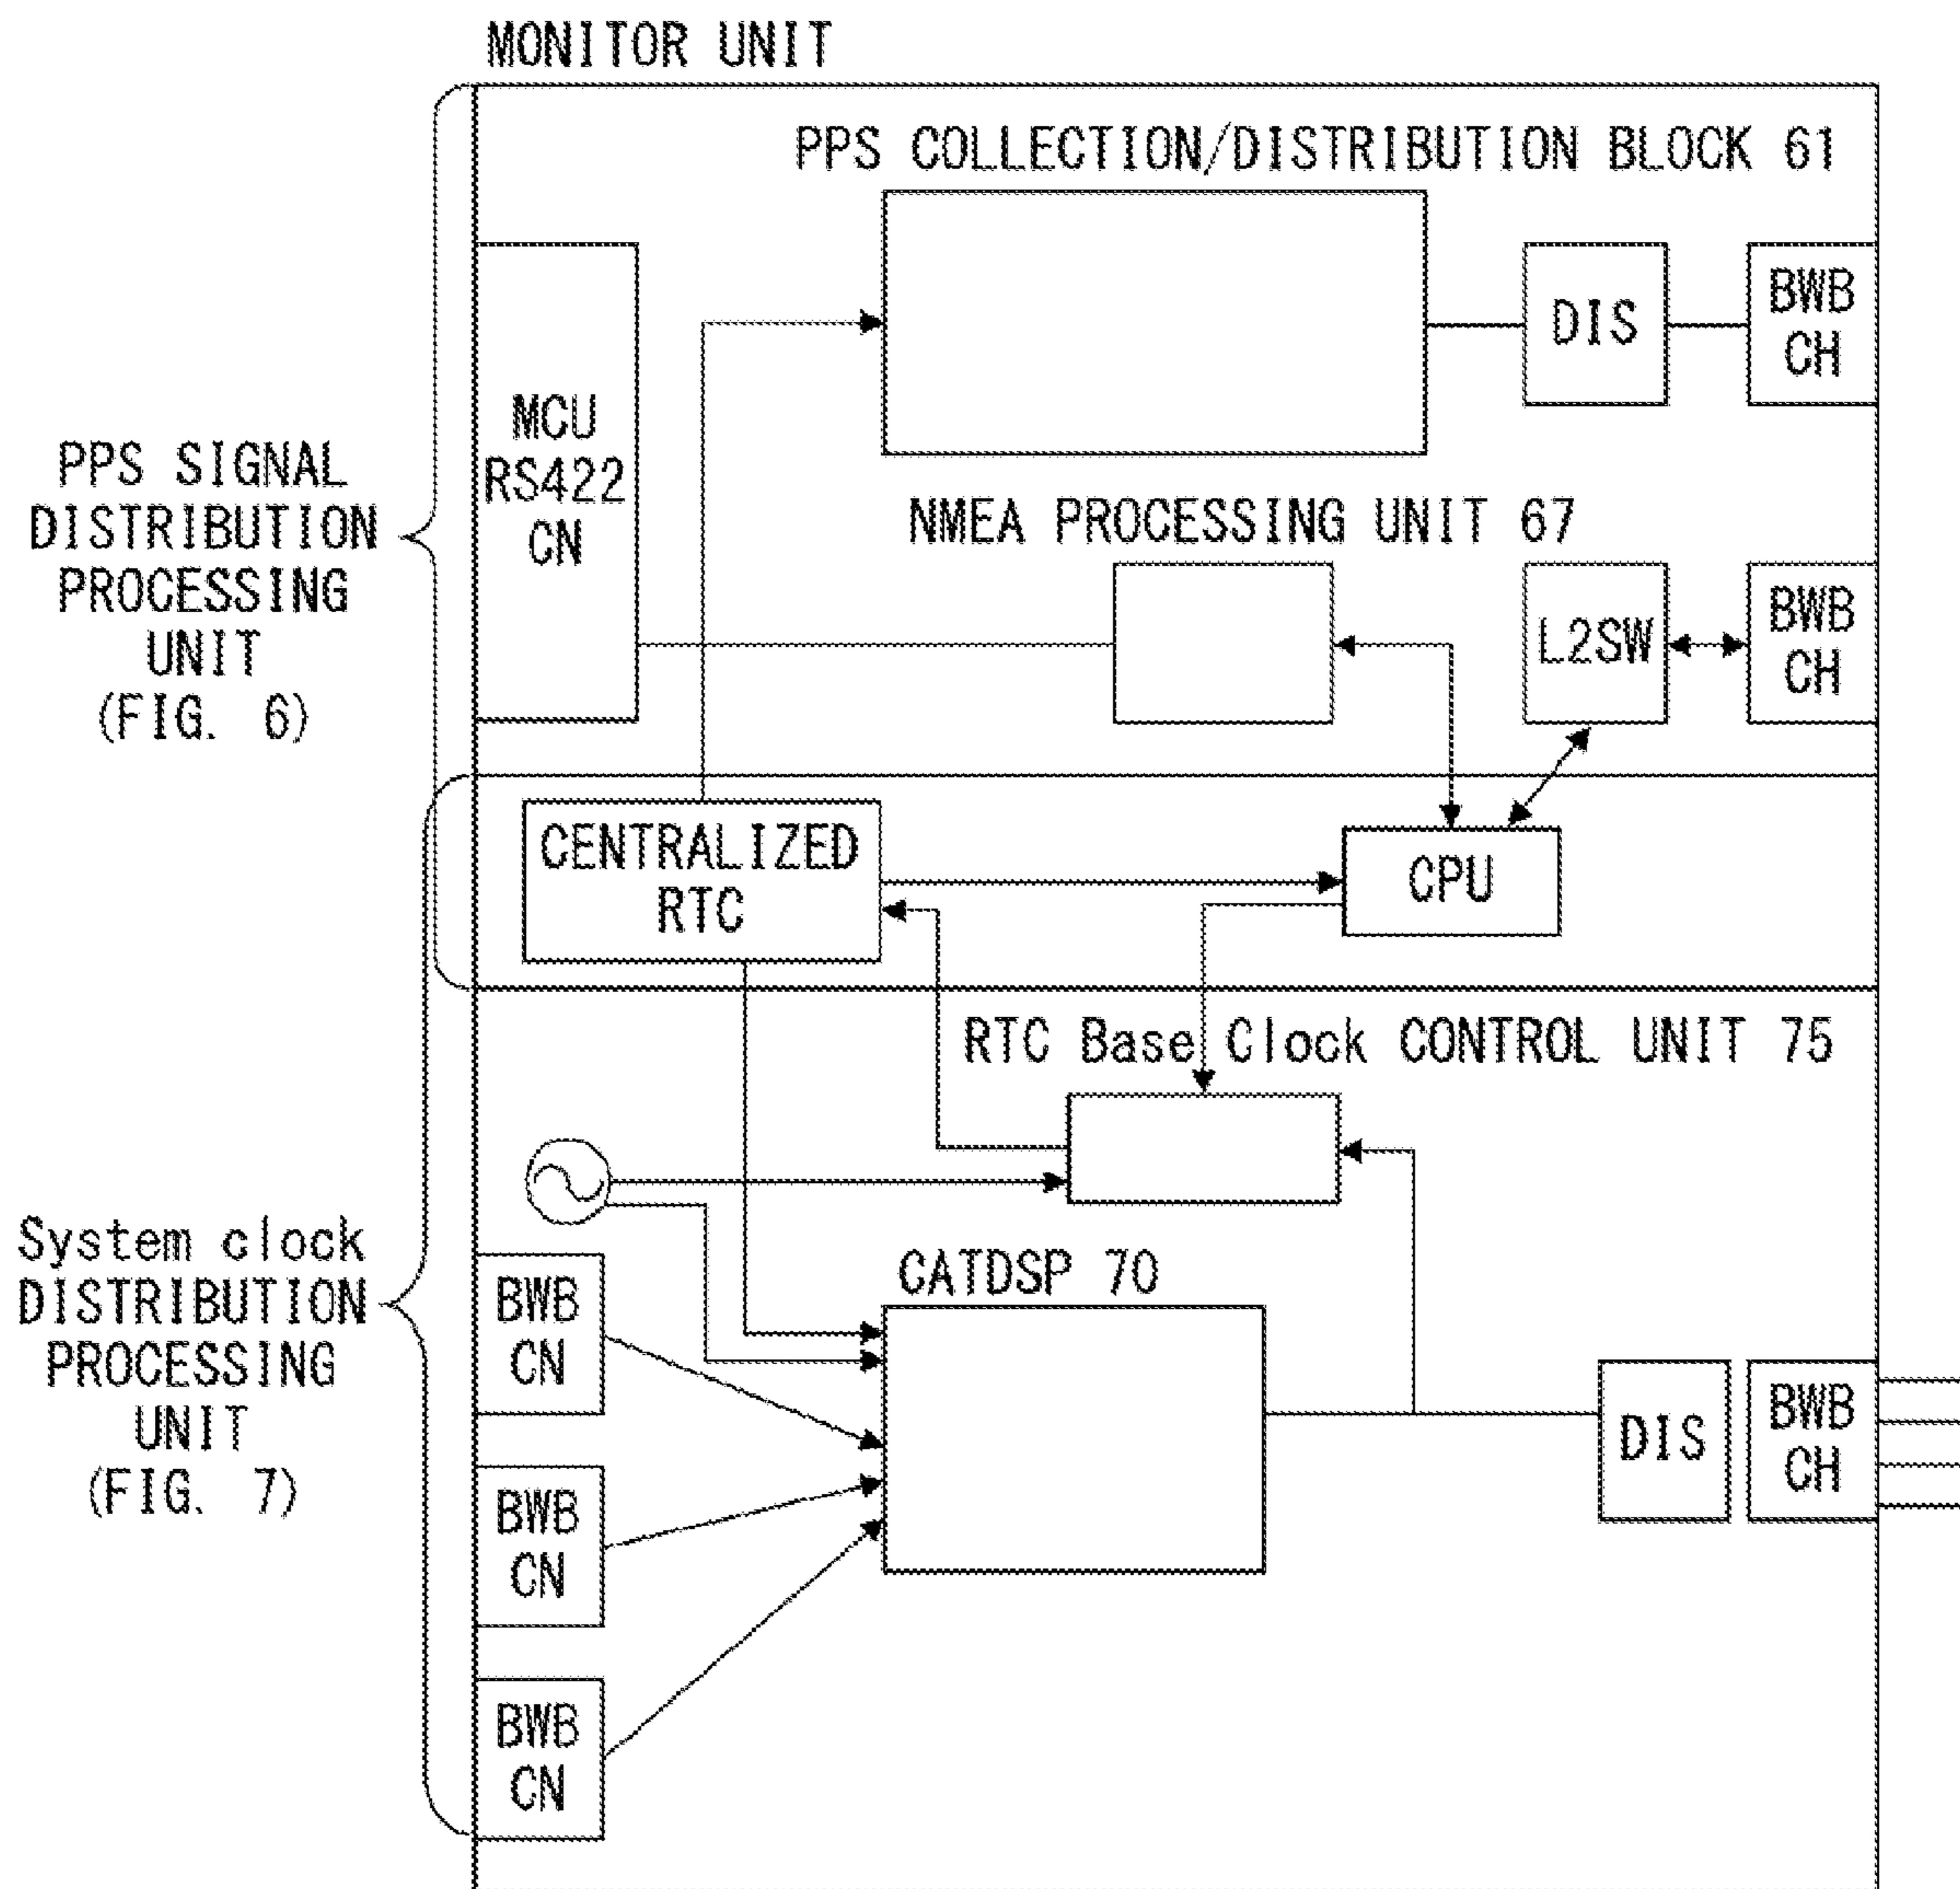 MONITOR UNIT
PPS COLLECTION/DISTRIBUTION BLOCK 61
DIS
BWB
CH
MCU
RS422
CN
PPS SIGNAL
DISTRIBUTION
PROCESSING
UNIT
(FIG. 6)
NMEA PROCESSING UNIT 67
L2SW
BWB
CH
CENTRALIZED
RTC
CPU
RTC Base Clock CONTROL UNIT 75
System clock
DISTRIBUTION
PROCESSING
UNIT
(FIG. 7)
BWB
CN
CATDSP 70
DIS
BWB
CH
BWB
CN
BWB
CN